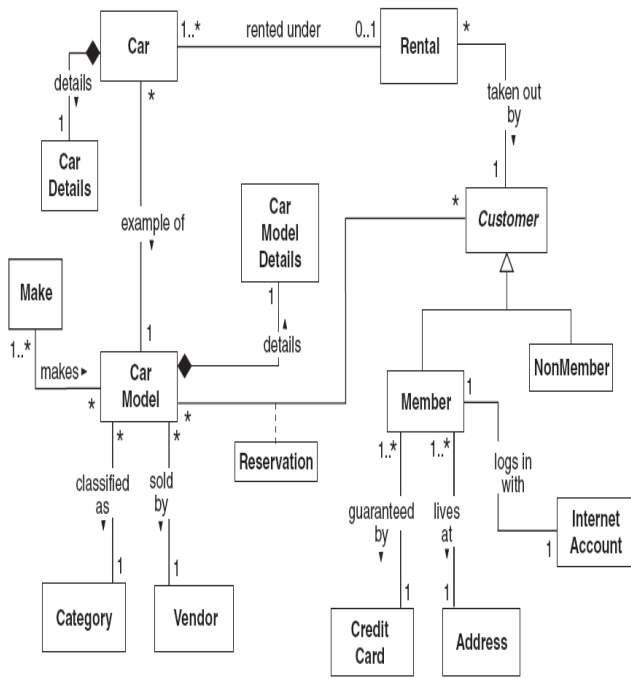 1..*
rented under
0..1
*
Car
Rental
details
*
taken out
by
1
1
Car
Details
Car
Model
Details
*
Customer
example of
Make
1
1..*
1
details
makes
Car
Model
NonMember
*
*
Member
1
*
*
Reservation
1..*
1..*
logs in
with
classified
as
sold
by
guaranteed
by
lives
at
Internet
Account
1
1
1
1
1
Category
Vendor
Credit
Card
Address